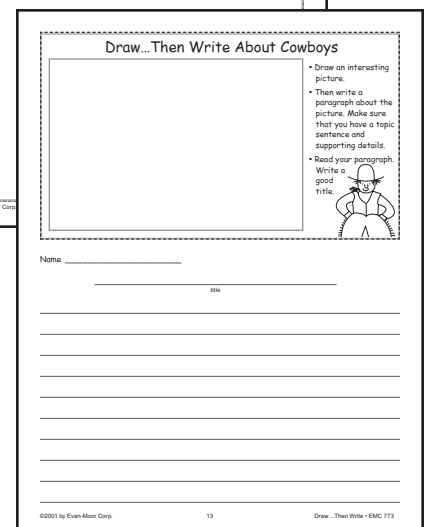 Draw...Then Write About Cowboys
• Draw an interesting
picture.
• Then write a
paragraph about the
picture. Make sure
that you have a topic
sentence and
supporting details.
• Read your paragraph.
Write a
good
title.
Corp.
Name
title
©2001 by Evan-Moor Corp.
13
Draw...Then Write • EMC 773